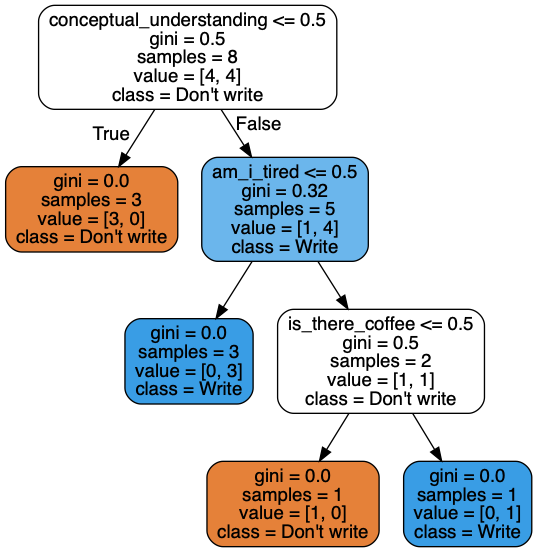 conceptual_understanding <= 0.5
gini = 0.5
samples = 8
value = [4, 4]
class = Don't write
True
False
gini = 0.0
samples = 3
value = [3, 0]
class = Don't write
am_i_tired <= 0.5
gini = 0.32
samples = 5
value = [1, 4]
class = Write
gini = 0.0
samples = 3
value = [0, 3]
class = Write
is_there_coffee <= 0.5
gini = 0.5
samples = 2
value = [1, 1]
class = Don't write
gini = 0.0
samples = 1
value = [1, 0]
class = Don't write
gini = 0.0
samples = 1
value = [0, 1]
class = Write